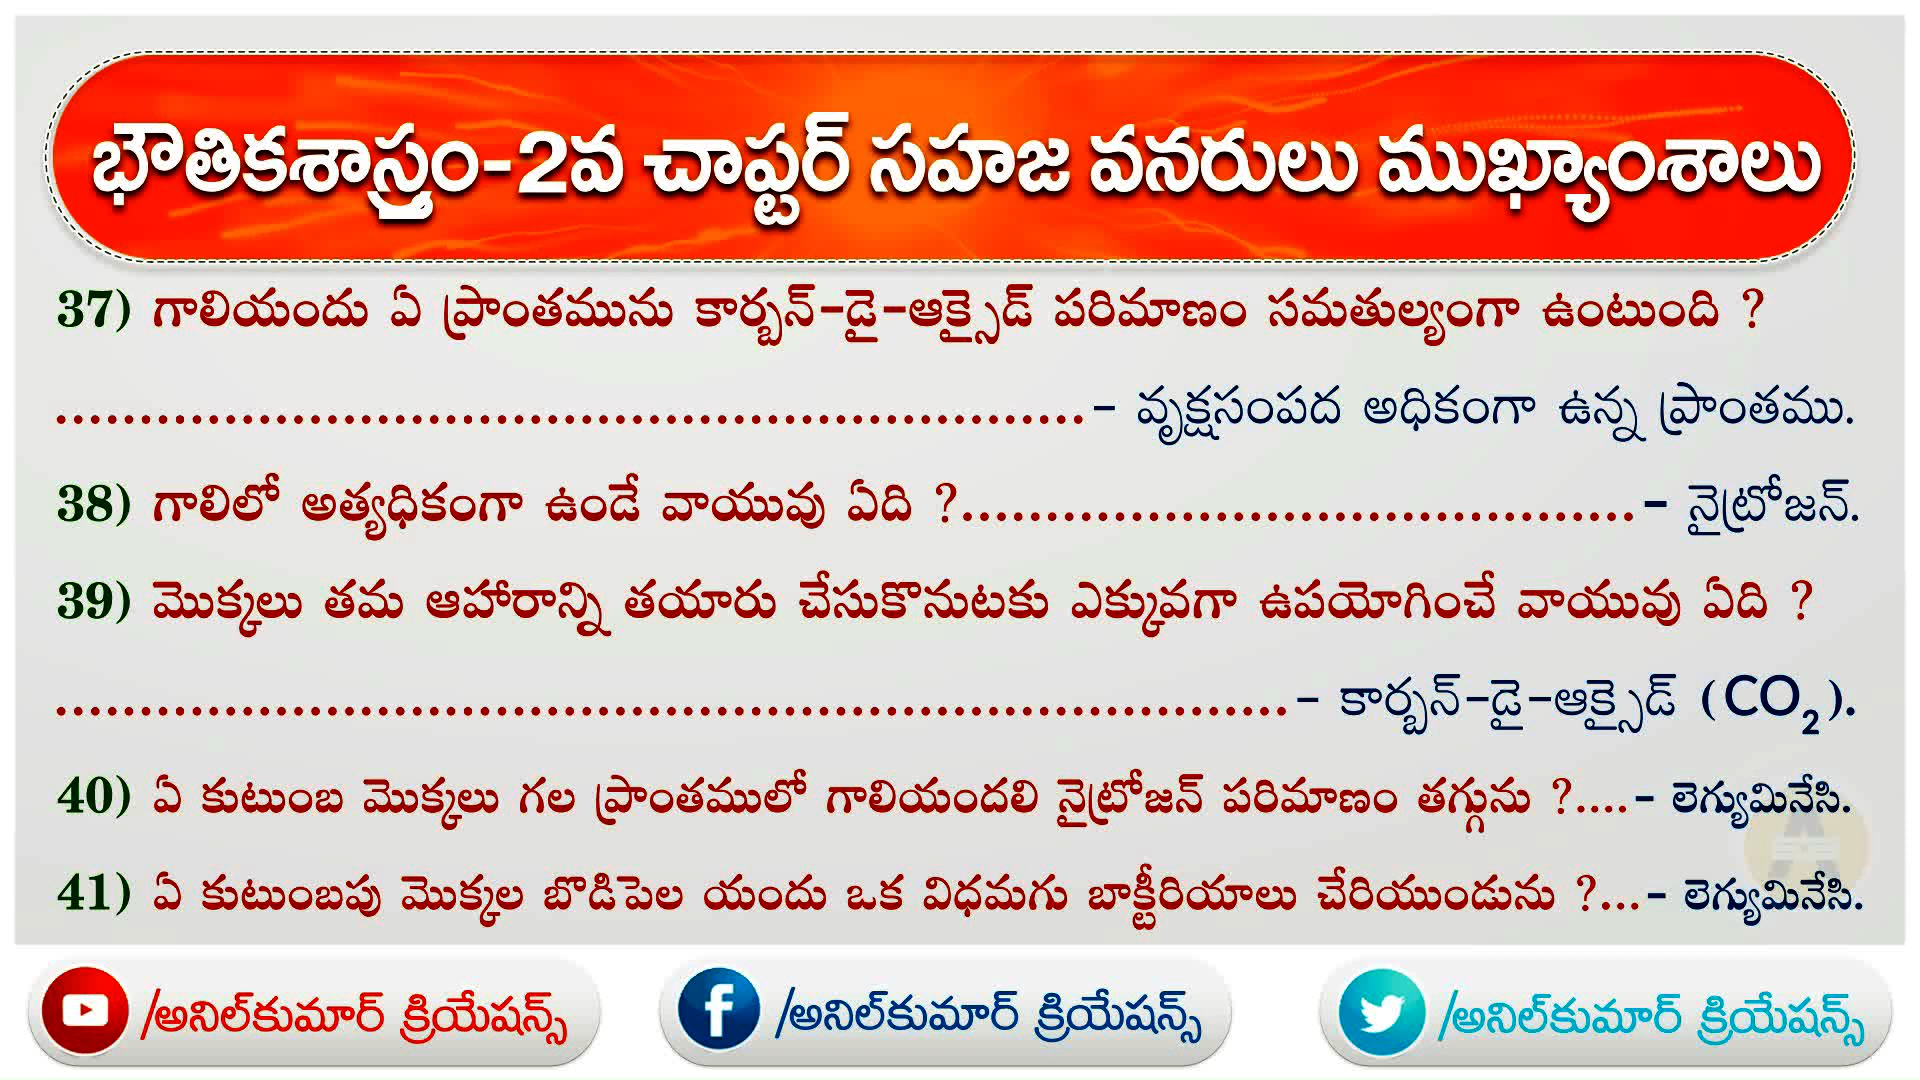 భౌతికశాస్త్రం-2వ చాప్టర్ సహజ వనరులు ముఖ్యాంశాలు
37) గాలియందు ఏ ప్రాంతమును కార్బన్-డై-ఆక్సైడ్ పరిమాణం సమతుల్యంగా ఉంటుంది ?
..............................................................- వృక్షసంపద అధికంగా ఉన్న ప్రాంతము.
38) గాలిలో అత్యధికంగా ఉండే వాయువు ఏది ?........................................- నైట్రోజన్.
39) మొక్కలు తమ ఆహారాన్ని తయారు చేసుకొనుటకు ఎక్కువగా ఉపయోగించే వాయువు ఏది ?
..........................................................................- కార్బన్-డై-ఆక్సైడ్ (CO₂).
40) ఏ కుటుంబ మొక్కలు గల ప్రాంతములో గాలియందలి నైట్రోజన్ పరిమాణం తగ్గును ?....- లెగ్యుమినేసి.
41) ఏ కుటుంబపు మొక్కల బొడిపెల యందు ఒక విధమగు బాక్టీరియాలు చేరియుండును ?...- లెగ్యుమినేసి.
/అనిల్‌కుమార్ క్రియేషన్స్ /అనిల్‌కుమార్ క్రియేషన్స్ /అనిల్‌కుమార్ క్రియేషన్స్